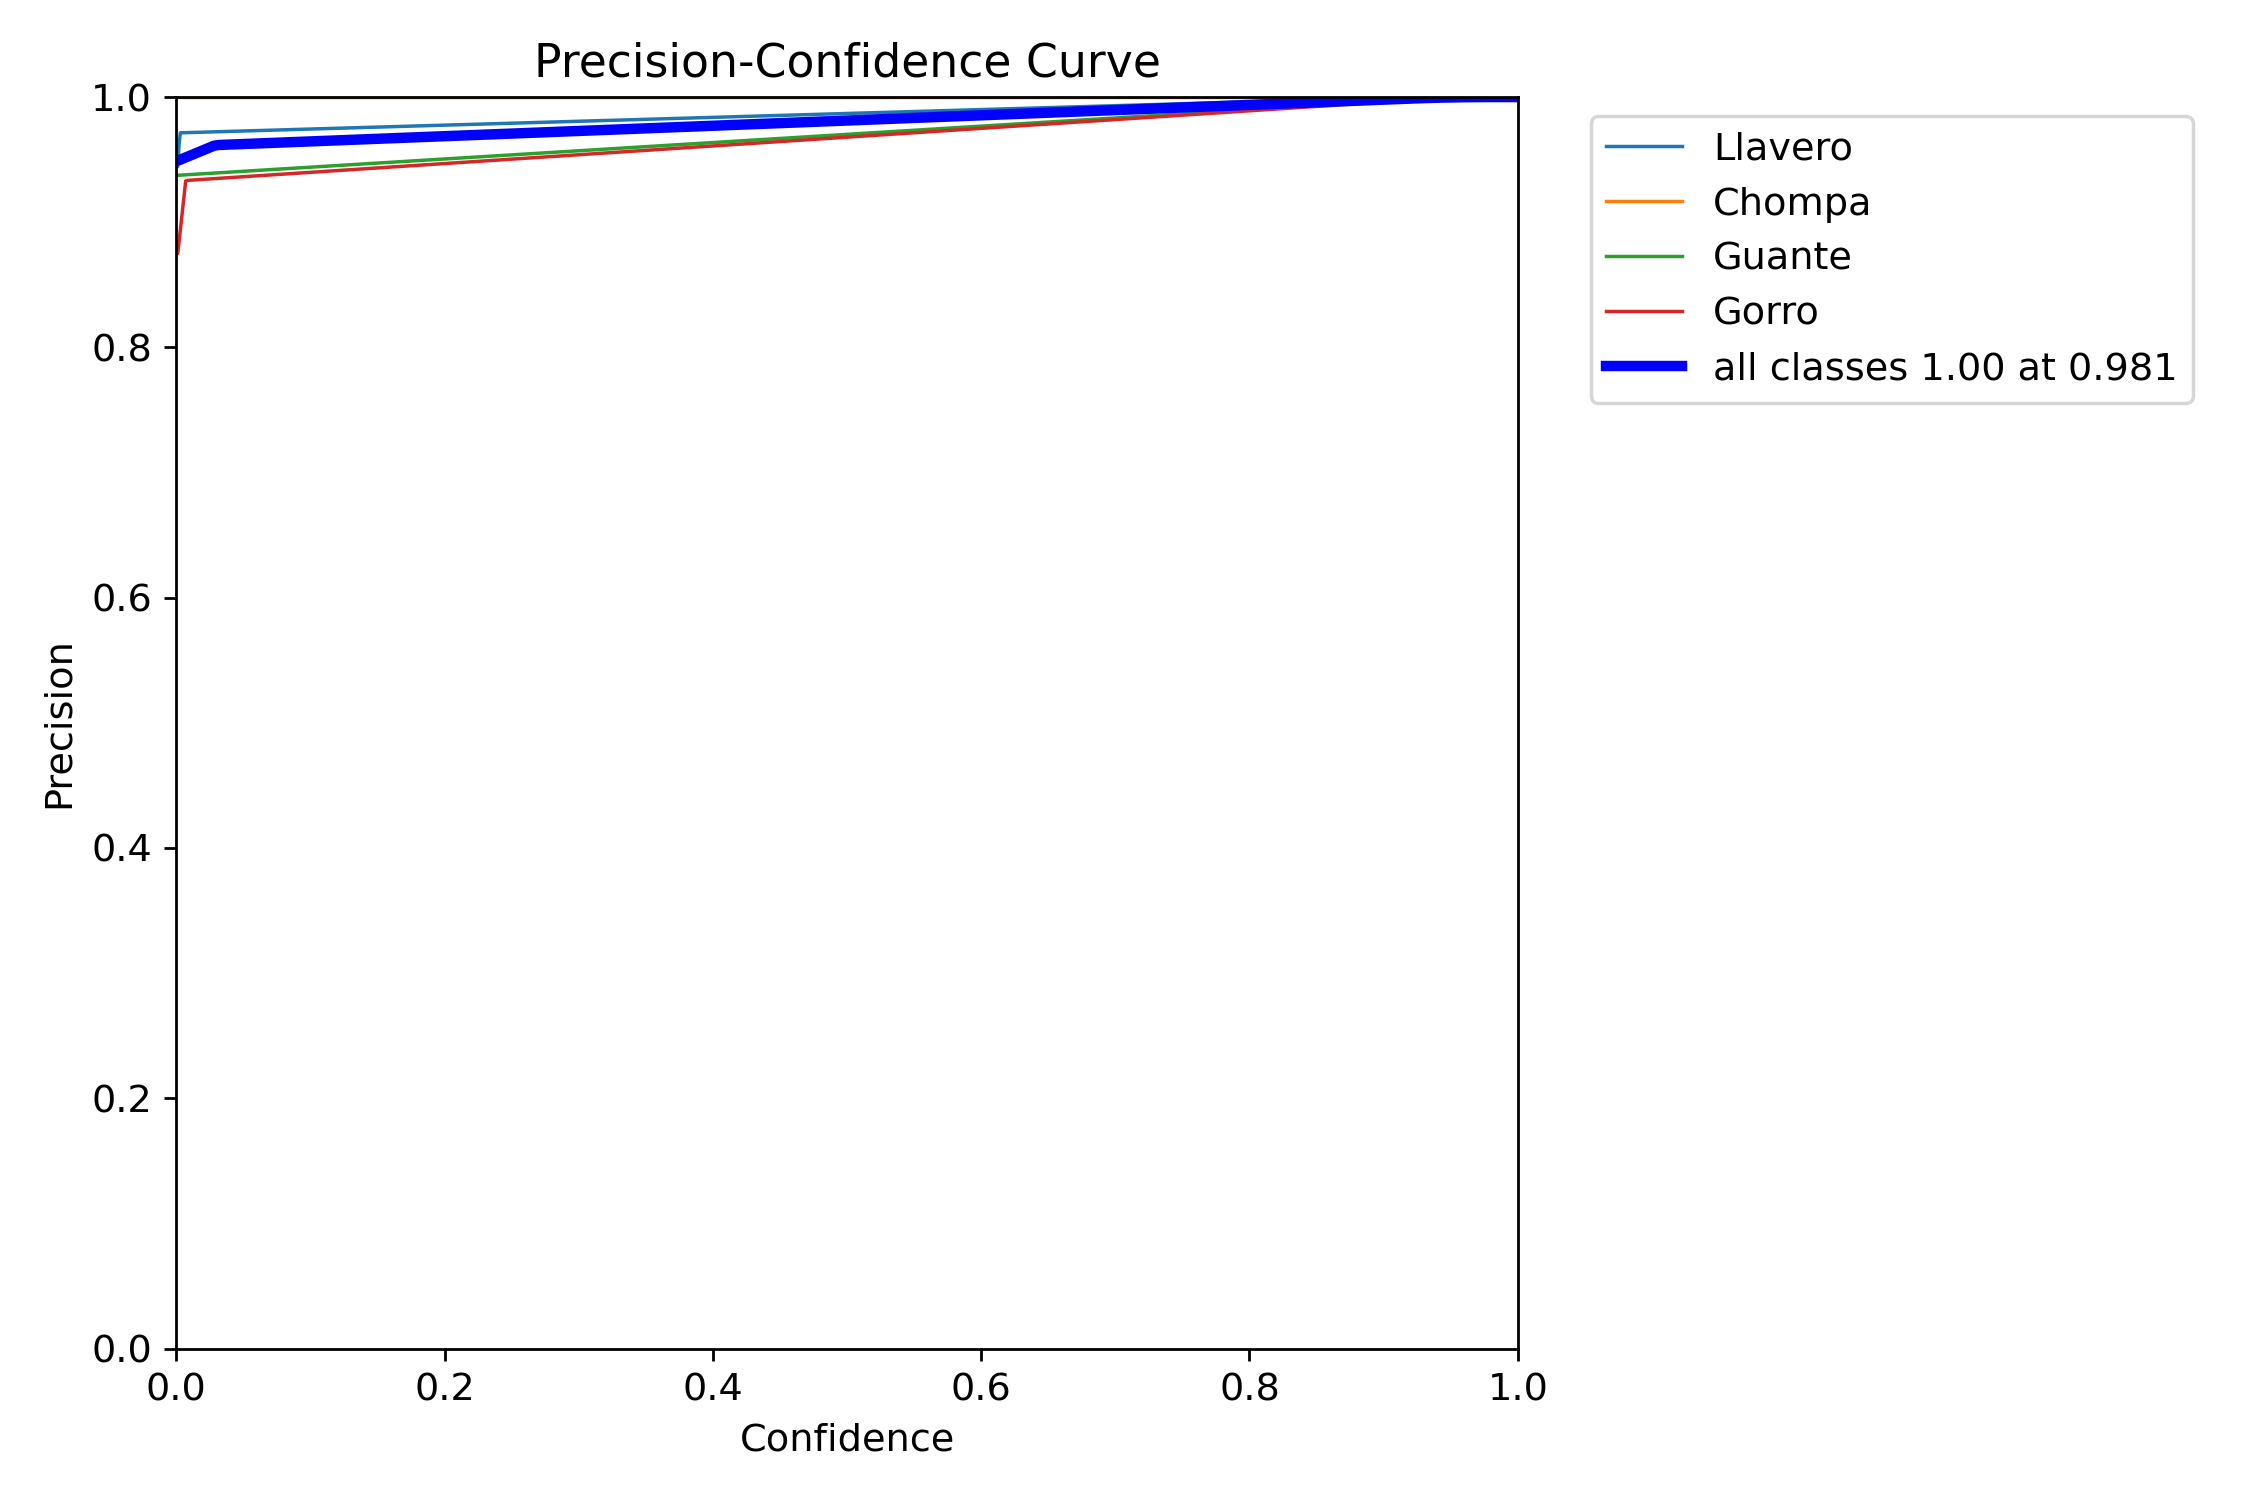 Precision-Confidence Curve
1.0
0.8
0.6
0.4
0.2
0.0
Precision
0.0 0.2 0.4 0.6 0.8 1.0
Confidence
Llavero
Chompa
Guante
Gorro
all classes 1.00 at 0.981